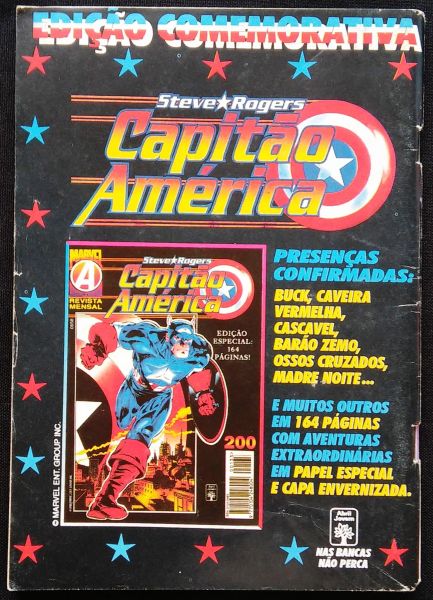 EDIÇÃO COMEMORATIVA
Steve★Rogers
Capitão
América
MARVEL
A
REVISTA
MENSAL
Steve★Rogers
Capitão
América
EDIÇÃO
ESPECIAL:
164
PÁGINAS!
200
© MARVEL ENT. GROUP INC.
PRESENÇAS
CONFIRMADAS:
BUCK, CAVEIRA
VERMELHA,
CASCAVEL,
BARÃO ZEMO,
OSSOS CRUZADOS,
MADRE NOITE...
E MUITOS OUTROS
EM 164 PÁGINAS
COM AVENTURAS
EXTRAORDINÁRIAS
EM PAPEL ESPECIAL
E CAPA ENVERNIZADA.
Abril
Jovem
NAS BANCAS
NÃO PERCA